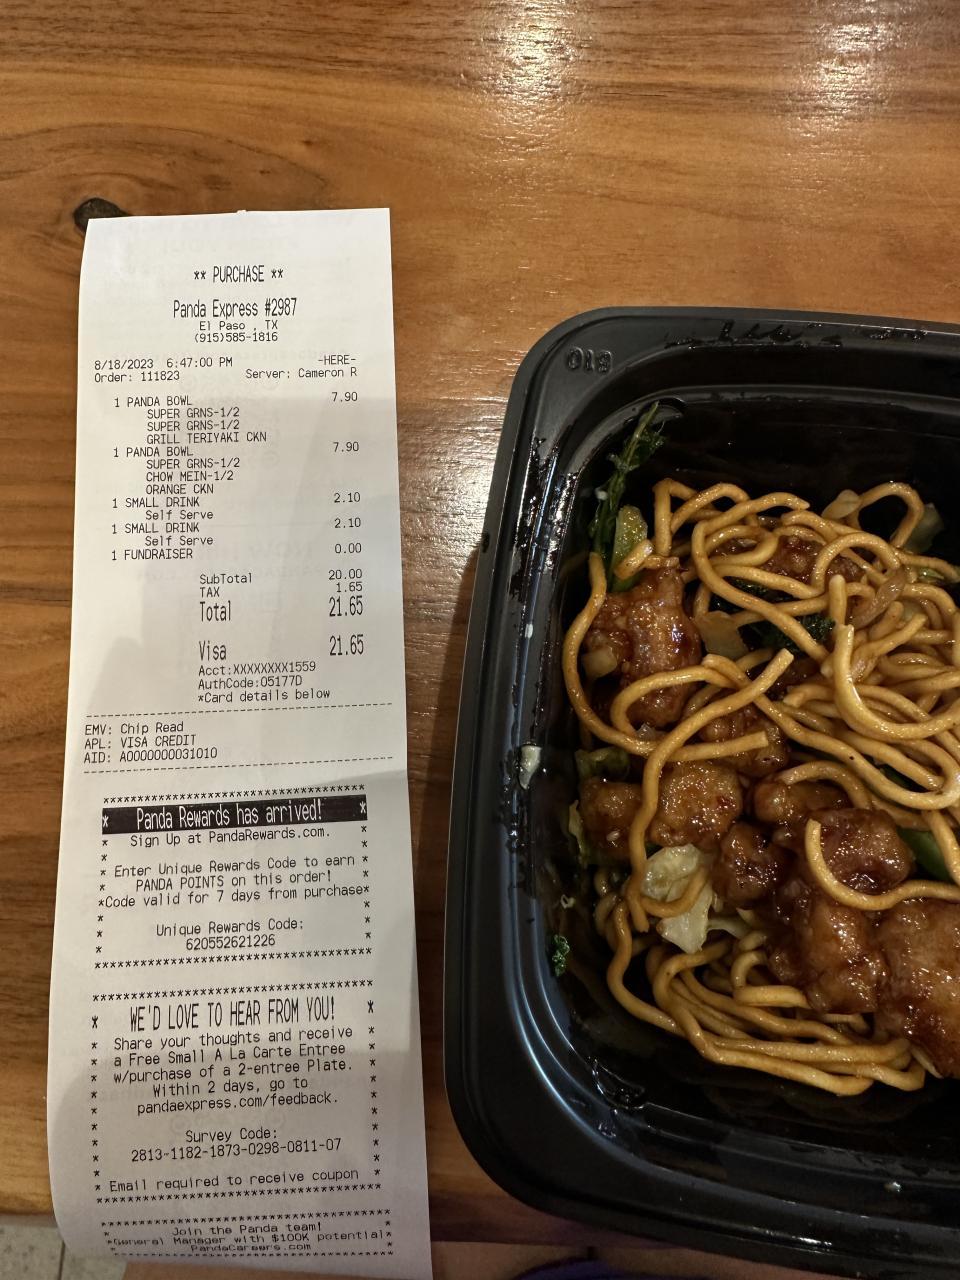 ** PURCHASE **
Panda Express #2987
El Paso , TX
(915)585-1816
8/18/2023 6:47:00 PM -HERE-
Order: 111823 Server: Cameron R
1 PANDA BOWL 7.90
SUPER GRNS-1/2
SUPER GRNS-1/2
GRILL TERIYAKI CKN
1 PANDA BOWL 7.90
SUPER GRNS-1/2
CHOW MEIN-1/2
ORANGE CKN
1 SMALL DRINK 2.10
Self Serve
1 SMALL DRINK 2.10
Self Serve
1 FUNDRAISER 0.00
SubTotal 20.00
TAX 1.65
Total 21.65
Visa 21.65
Acct:XXXXXXXX1559
AuthCode:05177D
*Card details below
EMV: Chip Read
APL: VISA CREDIT
AID: A0000000031010
* Panda Rewards has arrived! *
* Sign Up at PandaRewards.com. *
* Enter Unique Rewards Code to earn *
* PANDA POINTS on this order! *
*Code valid for 7 days from purchase*
* Unique Rewards Code: *
* 620552621226 *
* WE'D LOVE TO HEAR FROM YOU! *
* Share your thoughts and receive *
* a Free Small A La Carte Entree *
* w/purchase of a 2-entree Plate. *
* Within 2 days, go to *
* pandaexpress.com/feedback. *
* Survey Code: *
* 2813-1182-1873-0298-0811-07 *
* Email required to receive coupon *
* Join the Panda team! *
*General Manager with $100K potential*
* PandaCareers.com *
018